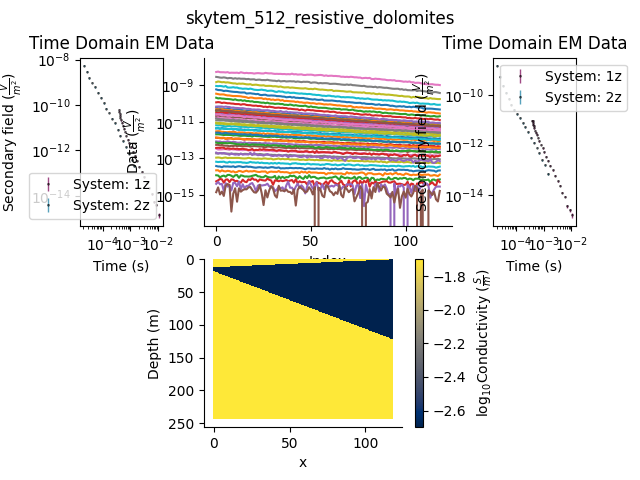 skytem_512_resistive_dolomites
Time Domain EM Data
Time Domain EM Data
Secondary field (V/m²)
10⁻⁸
10⁻¹⁰
10⁻¹²
10⁻¹⁴
System: 1z
System: 2z
10⁻⁴
10⁻³
10⁻²
Time (s)
Data (V/m²)
10⁻⁹
10⁻¹¹
10⁻¹³
10⁻¹⁵
0
50
100
Index
Secondary field (V/m²)
10⁻¹⁰
10⁻¹²
10⁻¹⁴
System: 1z
System: 2z
10⁻⁴
10⁻³
10⁻²
Time (s)
Depth (m)
0
50
100
150
200
250
0
50
100
x
−1.8
−2.0
−2.2
−2.4
−2.6
log₁₀Conductivity (S/m)